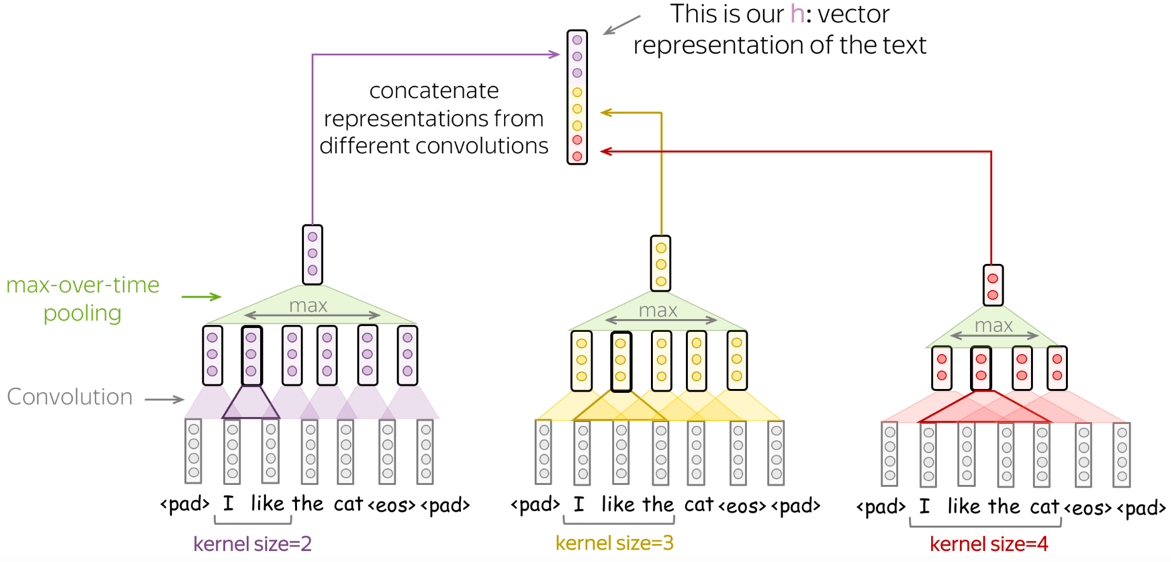 This is our h: vector
representation of the text
concatenate
representations from
different convolutions
max-over-time
pooling
max
max
max
Convolution
<pad> I like the cat <eos> <pad>
<pad> I like the cat <eos> <pad>
<pad> I like the cat <eos> <pad>
kernel size=2
kernel size=3
kernel size=4